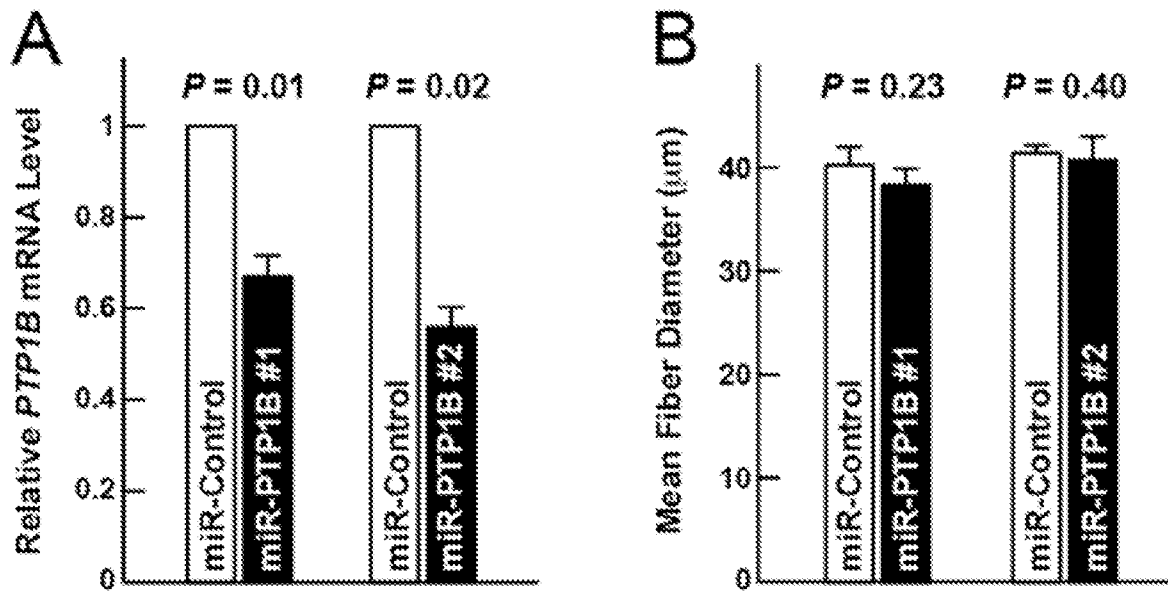 A
P = 0.01
P = 0.02
Relative PTP1B mRNA Level
1
0.8
0.6
0.4
0.2
0
miR-Control
miR-PTP1B #1
miR-Control
miR-PTP1B #2
B
P = 0.23
P = 0.40
Mean Fiber Diameter (μm)
40
30
20
10
0
miR-Control
miR-PTP1B #1
miR-Control
miR-PTP1B #2